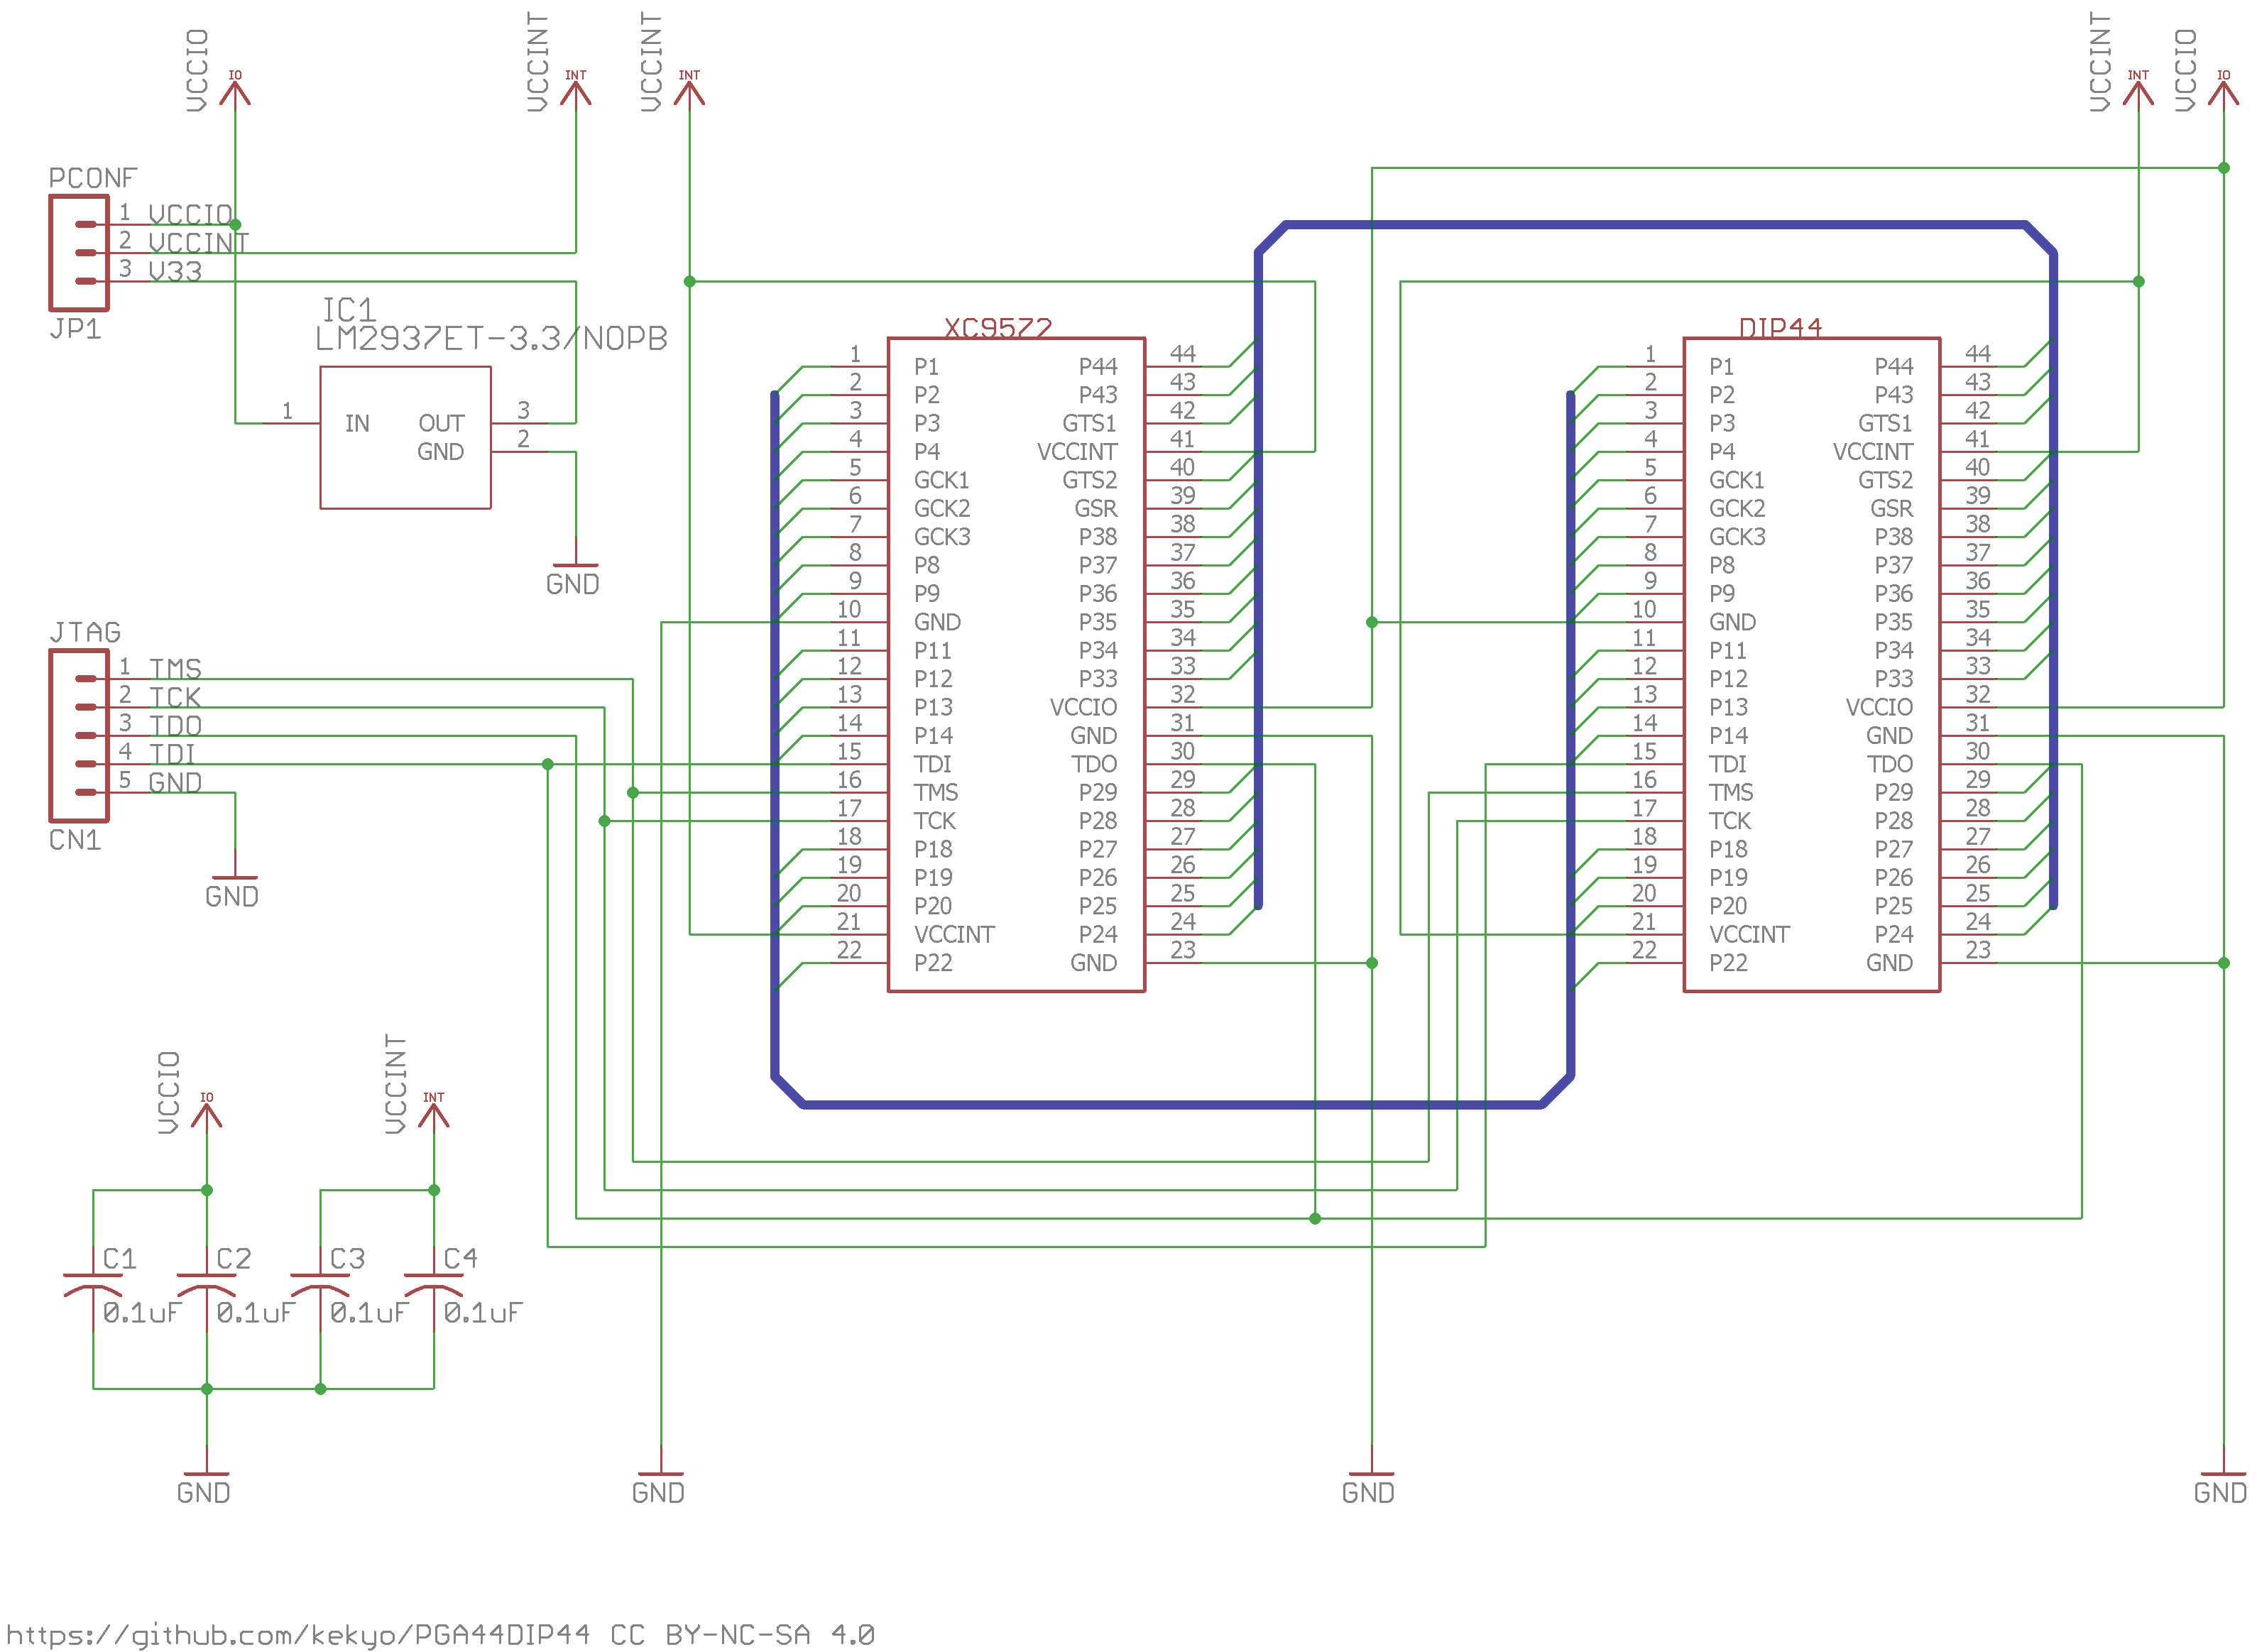 VCCIO
IO
VCCINT
INT
VCCINT
INT
VCCINT
INT
VCCIO
IO
PCONF
1 VCCIO
2 VCCINT
3 V33
JP1
IC1
LM2937ET-3.3/NOPB
1 IN OUT 3
GND 2
GND
JTAG
1 TMS
2 TCK
3 TDO
4 TDI
5 GND
CN1
GND
XC9572
1 P1 P44 44
2 P2 P43 43
3 P3 GTS1 42
4 P4 VCCINT 41
5 GCK1 GTS2 40
6 GCK2 GSR 39
7 GCK3 P38 38
8 P8 P37 37
9 P9 P36 36
10 GND P35 35
11 P11 P34 34
12 P12 P33 33
13 P13 VCCIO 32
14 P14 GND 31
15 TDI TDO 30
16 TMS P29 29
17 TCK P28 28
18 P18 P27 27
19 P19 P26 26
20 P20 P25 25
21 VCCINT P24 24
22 P22 GND 23
DIP44
1 P1 P44 44
2 P2 P43 43
3 P3 GTS1 42
4 P4 VCCINT 41
5 GCK1 GTS2 40
6 GCK2 GSR 39
7 GCK3 P38 38
8 P8 P37 37
9 P9 P36 36
10 GND P35 35
11 P11 P34 34
12 P12 P33 33
13 P13 VCCIO 32
14 P14 GND 31
15 TDI TDO 30
16 TMS P29 29
17 TCK P28 28
18 P18 P27 27
19 P19 P26 26
20 P20 P25 25
21 VCCINT P24 24
22 P22 GND 23
VCCIO
IO
VCCINT
INT
C1 C2 C3 C4
0.1uF 0.1uF 0.1uF 0.1uF
GND GND GND GND
https://github.com/kekyo/PGA44DIP44 CC BY-NC-SA 4.0